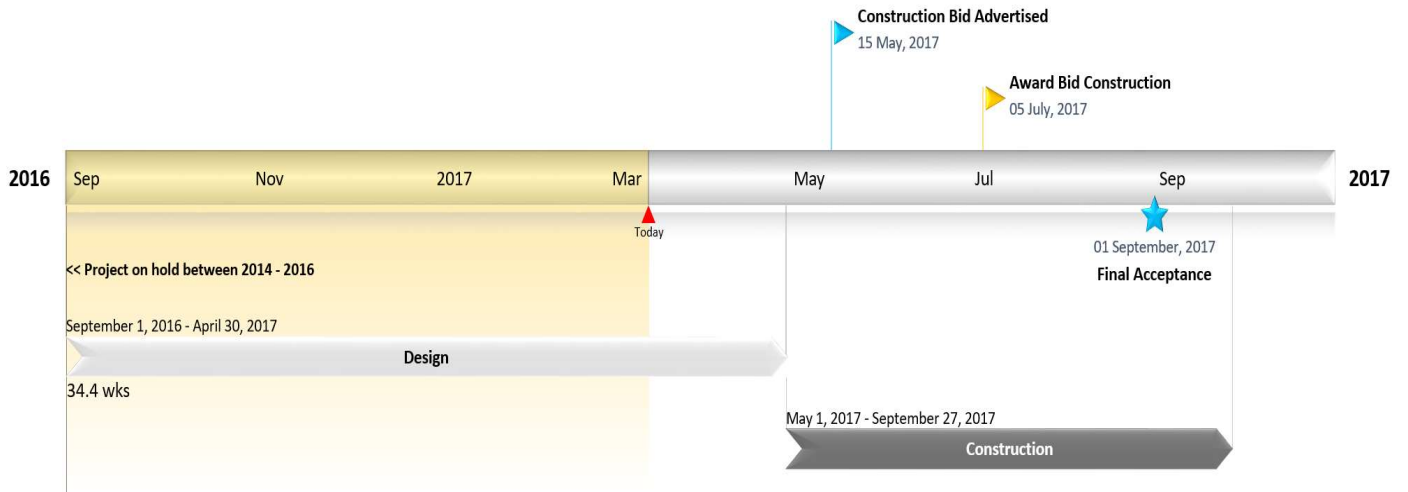 Construction Bid Advertised
15 May, 2017
Award Bid Construction
05 July, 2017
2016 Sep Nov 2017 Mar May Jul Sep 2017
Today
01 September, 2017
Final Acceptance
<< Project on hold between 2014 - 2016
September 1, 2016 - April 30, 2017
Design
34.4 wks
May 1, 2017 - September 27, 2017
Construction